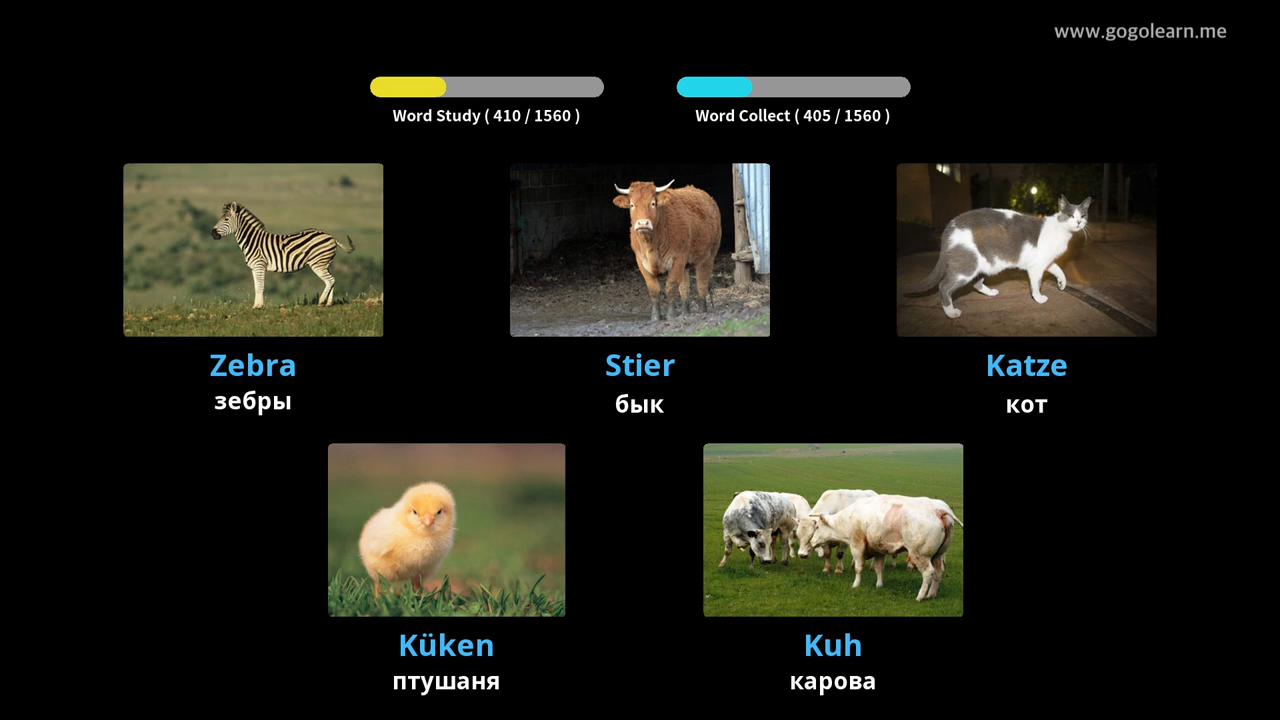 www.gogolearn.me
Word Study ( 410 / 1560 )
Word Collect ( 405 / 1560 )
Zebra
зебры
Stier
бык
Katze
кот
Küken
птушаня
Kuh
карова